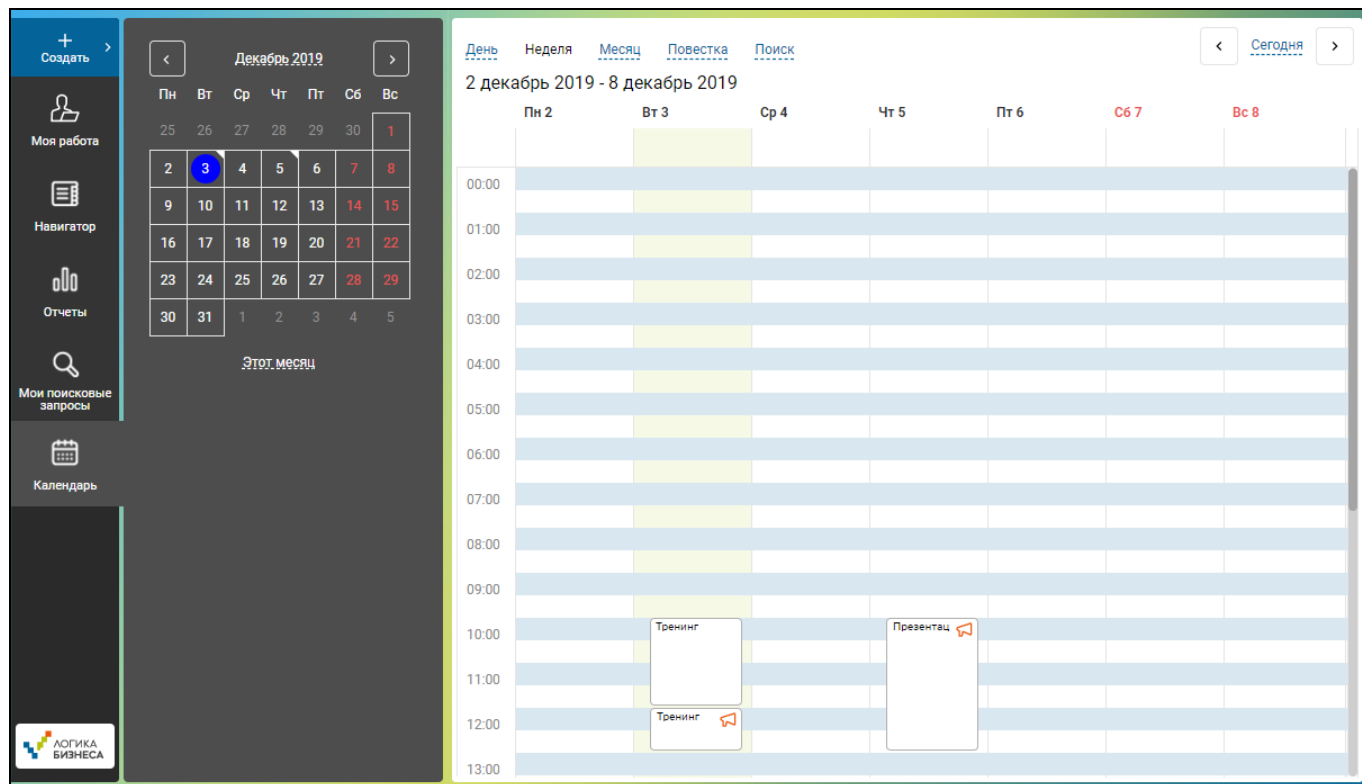 +
Создать
Моя работа
Навигатор
Отчеты
Мои поисковые
запросы
Календарь
ЛОГИКА
БИЗНЕСА
Декабрь 2019
Пн Вт Ср Чт Пт Сб Вс
25 26 27 28 29 30 1
2 3 4 5 6 7 8
9 10 11 12 13 14 15
16 17 18 19 20 21 22
23 24 25 26 27 28 29
30 31 1 2 3 4 5
Этот месяц
День Неделя Месяц Повестка Поиск
Сегодня
2 декабрь 2019 - 8 декабрь 2019
Пн 2 Вт 3 Ср 4 Чт 5 Пт 6 Сб 7 Вс 8
00:00
01:00
02:00
03:00
04:00
05:00
06:00
07:00
08:00
09:00
10:00 Тренинг Презентац
11:00
12:00 Тренинг
13:00